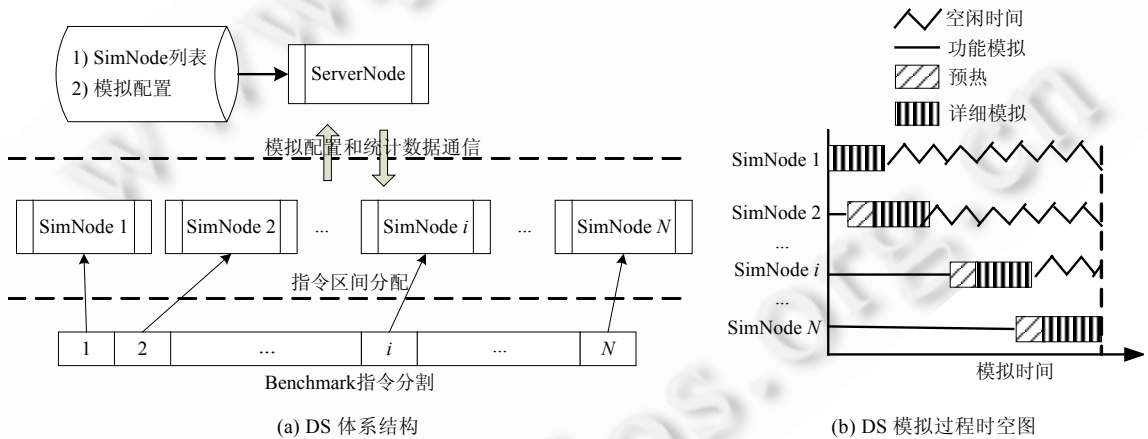 1) SimNode列表
2) 模拟配置
ServerNode
模拟配置和统计数据通信
SimNode 1
SimNode 2
...
SimNode i
...
SimNode N
指令区间分配
1
2
...
i
...
N
Benchmark指令分割
(a) DS 体系结构
空闲时间
功能模拟
预热
详细模拟
SimNode 1
SimNode 2
...
SimNode i
...
SimNode N
模拟时间
(b) DS 模拟过程时空图